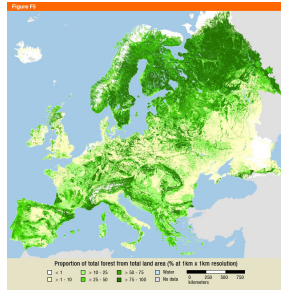 Figure F5
Proportion of total forest from total land area (% at 1km x 1km resolution)
< 1 > 10 - 25 > 50 - 75 Water 0 250 500 750
> 1 - 10 > 25 - 50 > 75 - 100 No data kilometers